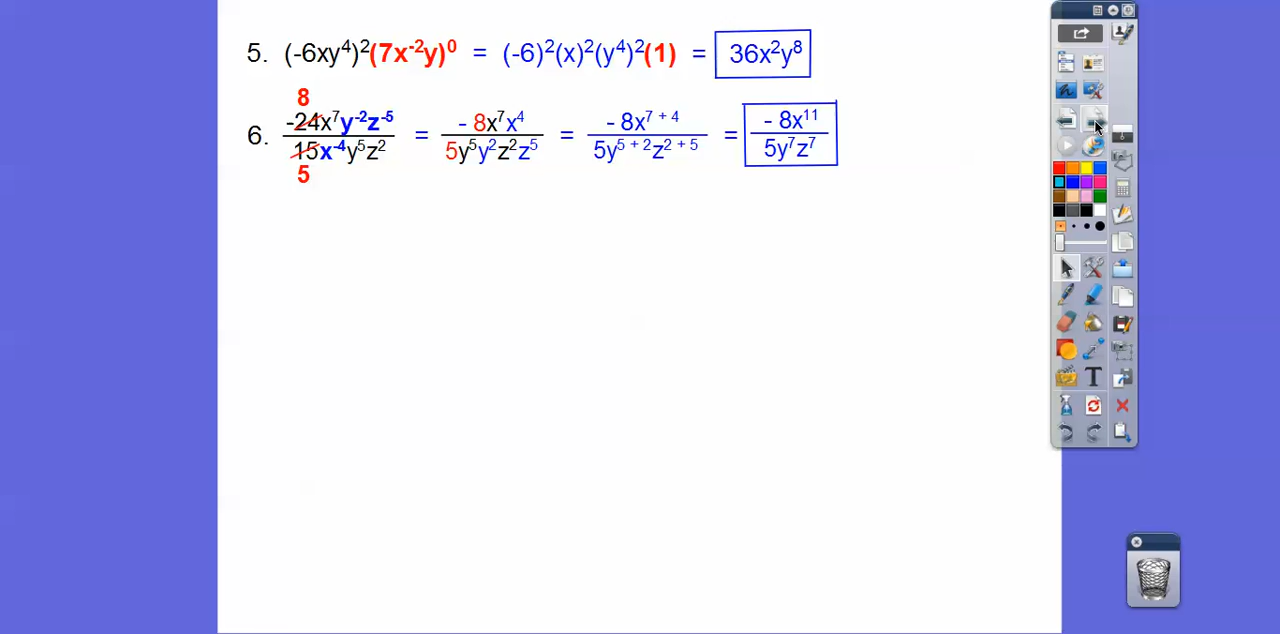 5. (-6xy⁴)²(7x⁻²y)⁰ = (-6)²(x)²(y⁴)²(1) = 36x²y⁸
8
6. -24x⁷y⁻²z⁻⁵ / 15x⁻⁴y⁵z² = - 8x⁷x⁴ / 5y⁵y²z²z⁵ = - 8x⁷ ⁺ ⁴ / 5y⁵ ⁺ ²z² ⁺ ⁵ = - 8x¹¹ / 5y⁷z⁷
5